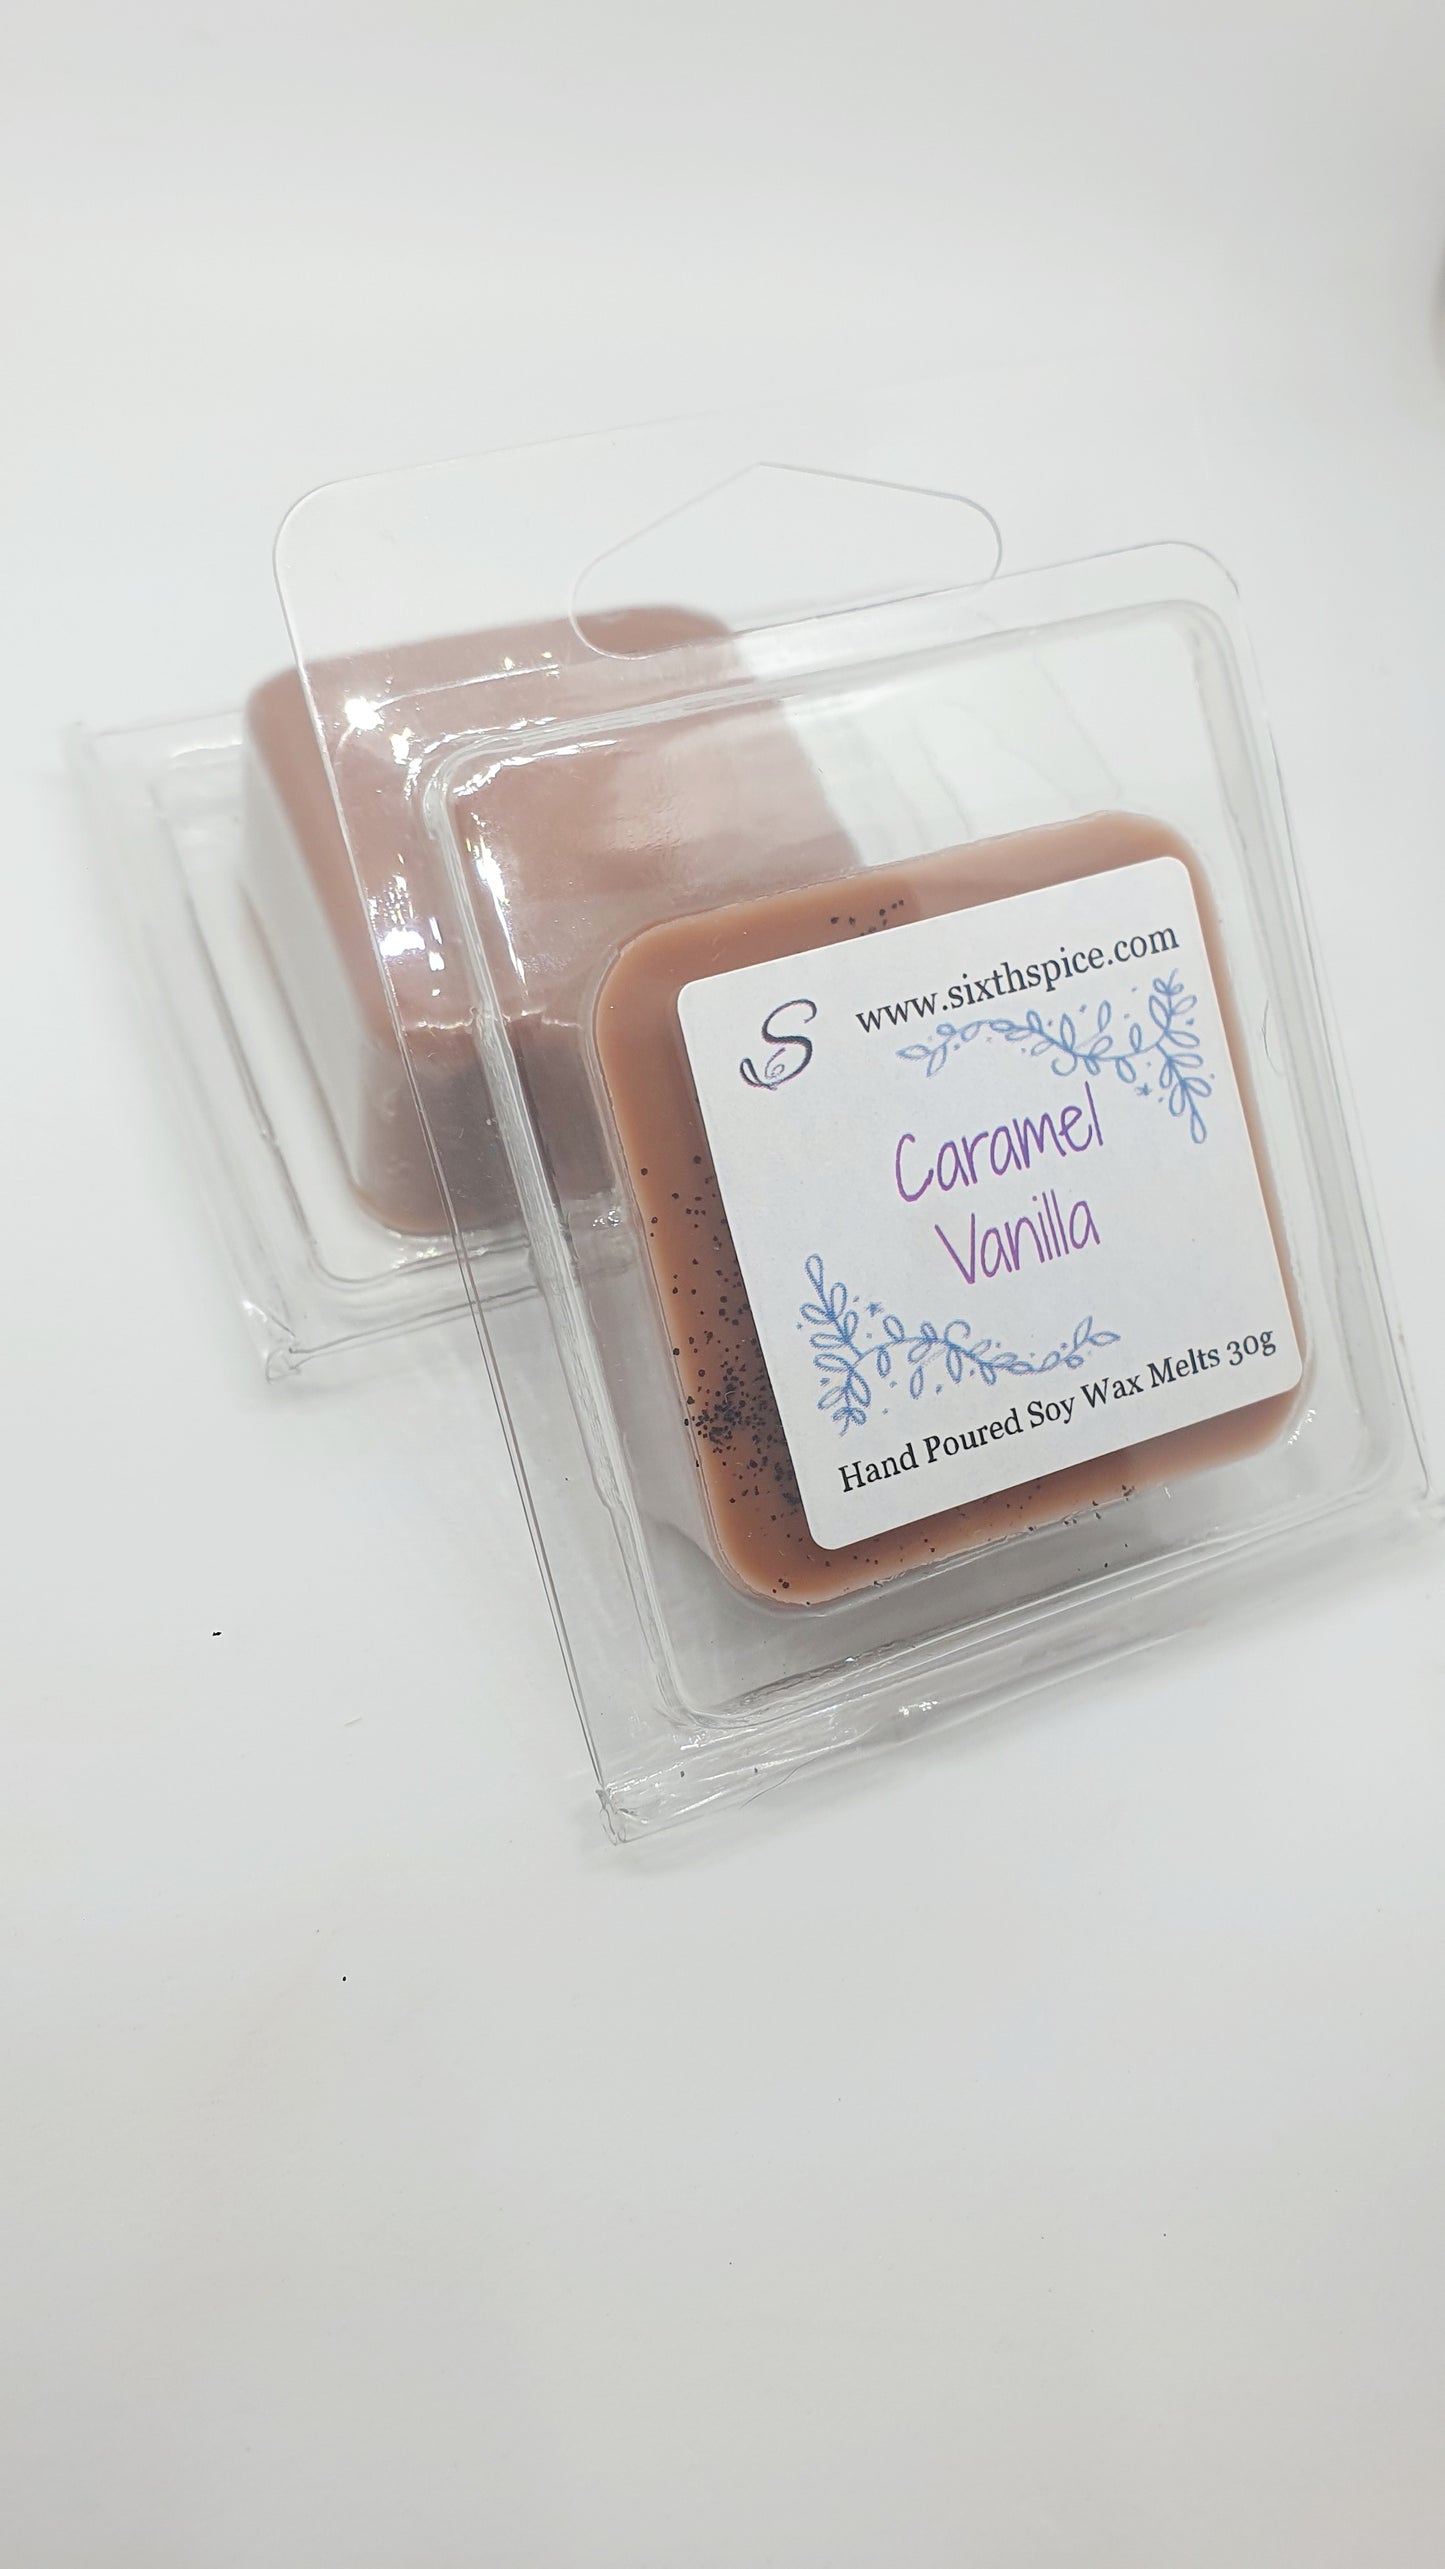 S
www.sixthspice.com
Caramel
Vanilla
Hand Poured Soy Wax Melts 30g